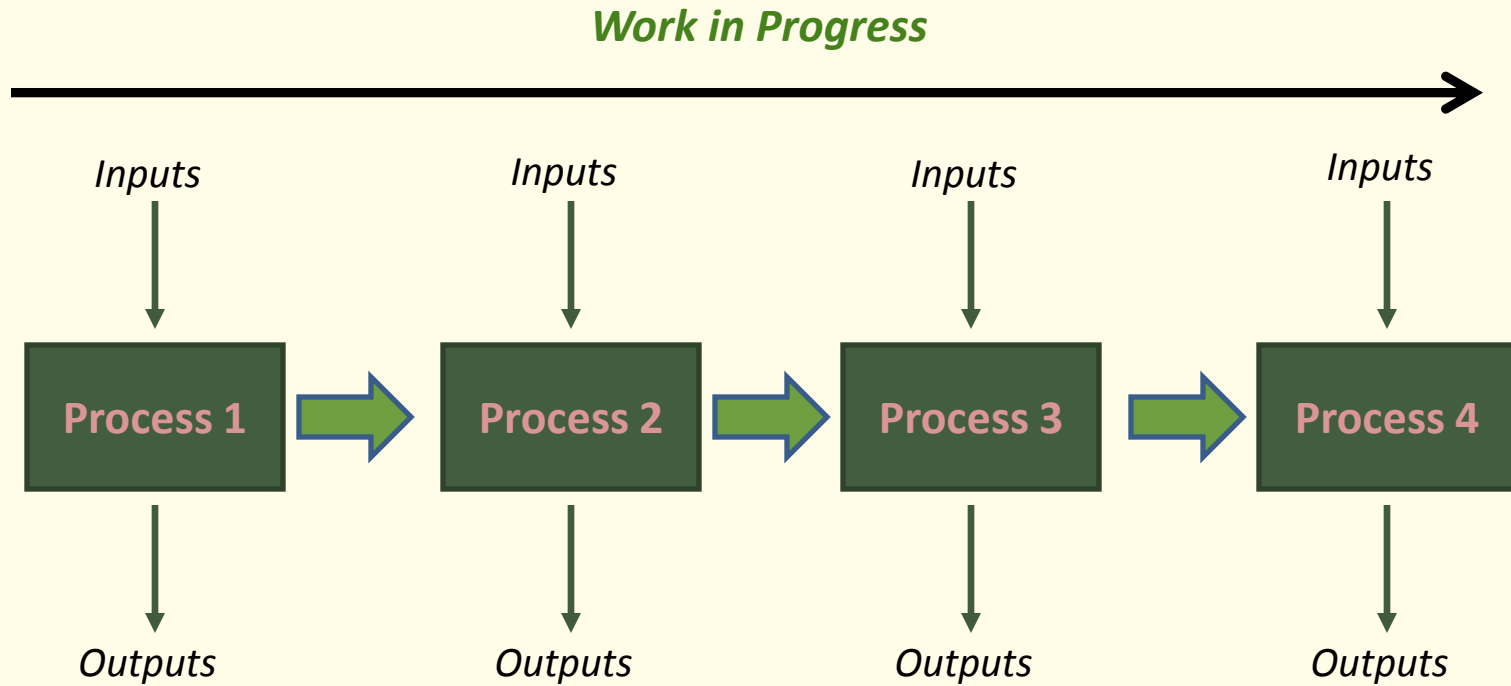 Work in Progress
Inputs
Inputs
Inputs
Inputs
Process 1
Process 2
Process 3
Process 4
Outputs
Outputs
Outputs
Outputs